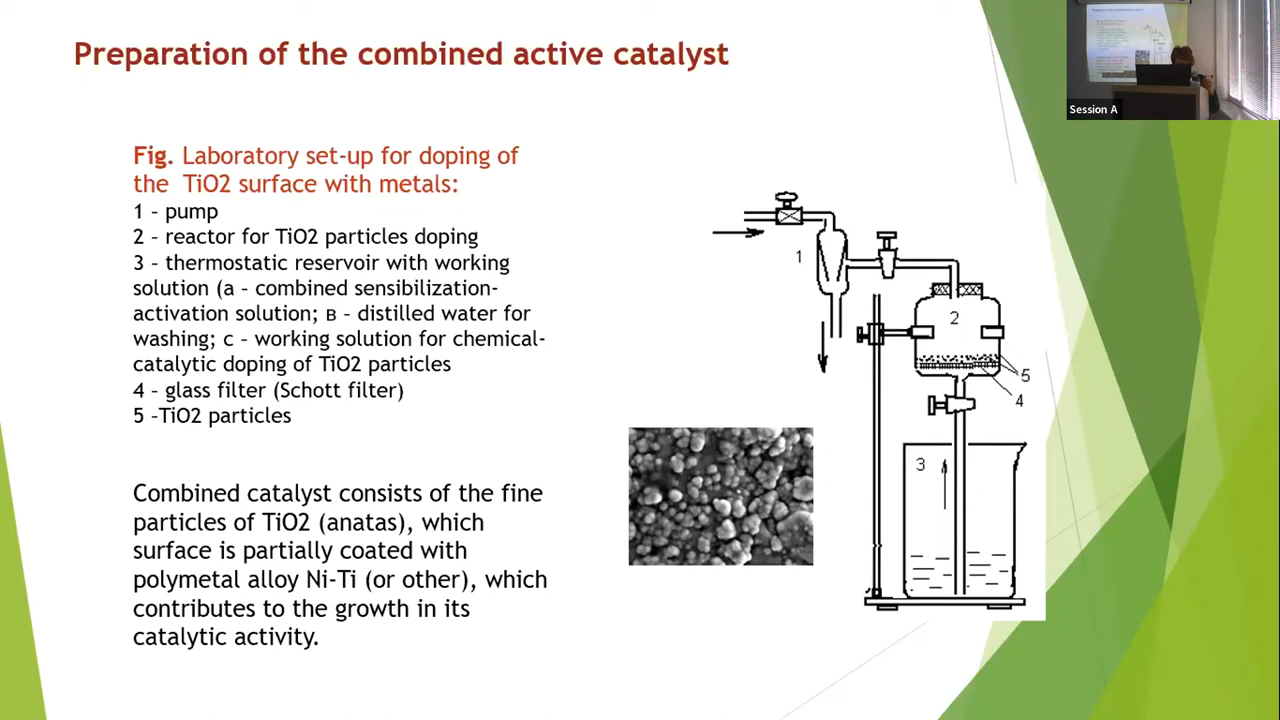 Preparation of the combined active catalyst
Session A
Fig. Laboratory set-up for doping of
the TiO2 surface with metals:
1 – pump
2 – reactor for TiO2 particles doping
3 – thermostatic reservoir with working
solution (a – combined sensibilization-
activation solution; в – distilled water for
washing; c – working solution for chemical-
catalytic doping of TiO2 particles
4 – glass filter (Schott filter)
5 –TiO2 particles
Combined catalyst consists of the fine
particles of TiO2 (anatas), which
surface is partially coated with
polymetal alloy Ni-Ti (or other), which
contributes to the growth in its
catalytic activity.
1
2
5
4
3